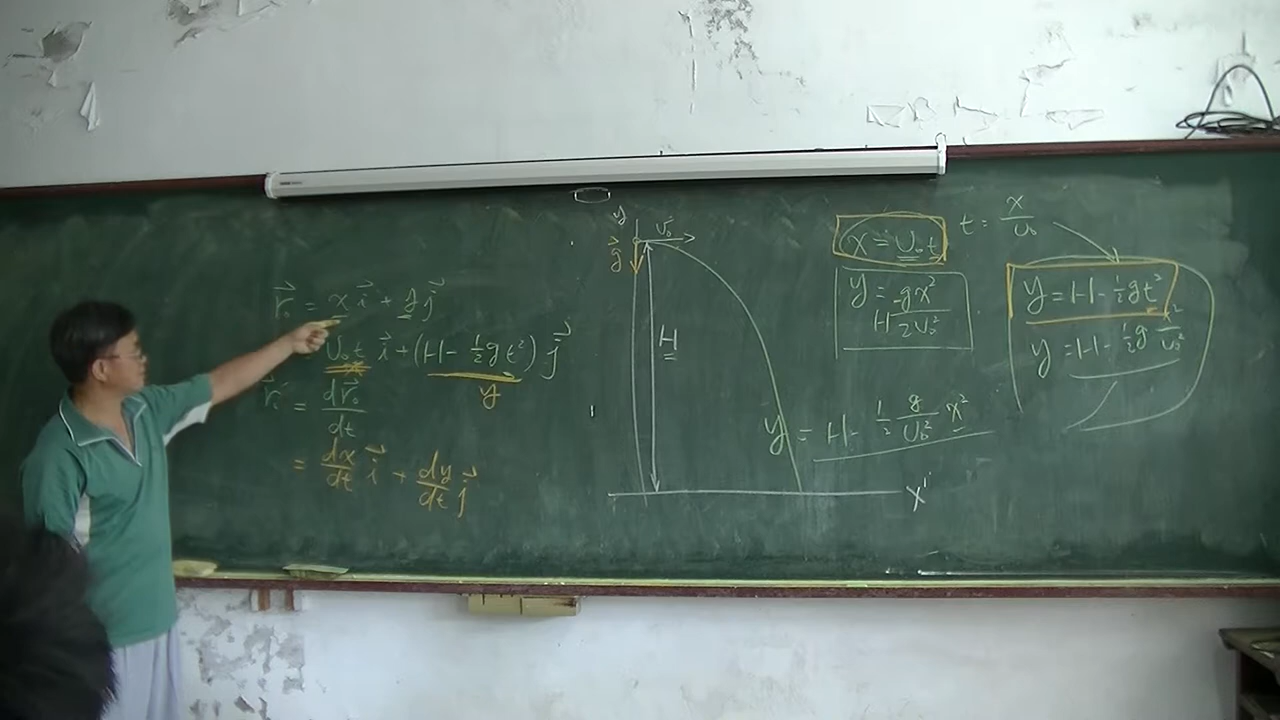 r⃗ = x i⃗ + y j⃗
U₀t i⃗ + (H - ½gt²) j⃗
y
r⃗ = dr⃗/dt
= dx/dt i⃗ + dy/dt j⃗
y
U₀
g⃗
H
x
x = U₀t
t = x/U₀
y = H - gx²/2U₀²
y = H - ½gt²
y = H - ½g x²/U₀²
y = H - ½ g/U₀² x²